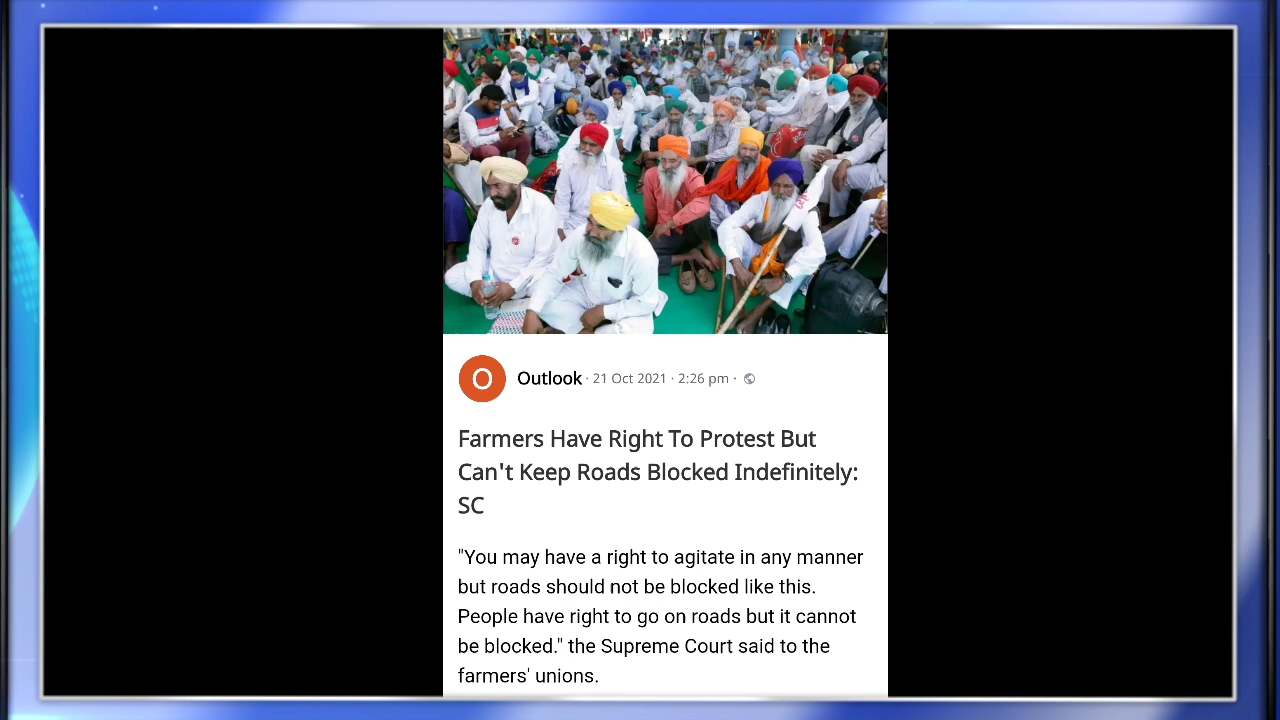 O
Outlook · 21 Oct 2021 · 2:26 pm ·
Farmers Have Right To Protest But
Can't Keep Roads Blocked Indefinitely:
SC
"You may have a right to agitate in any manner
but roads should not be blocked like this.
People have right to go on roads but it cannot
be blocked." the Supreme Court said to the
farmers' unions.